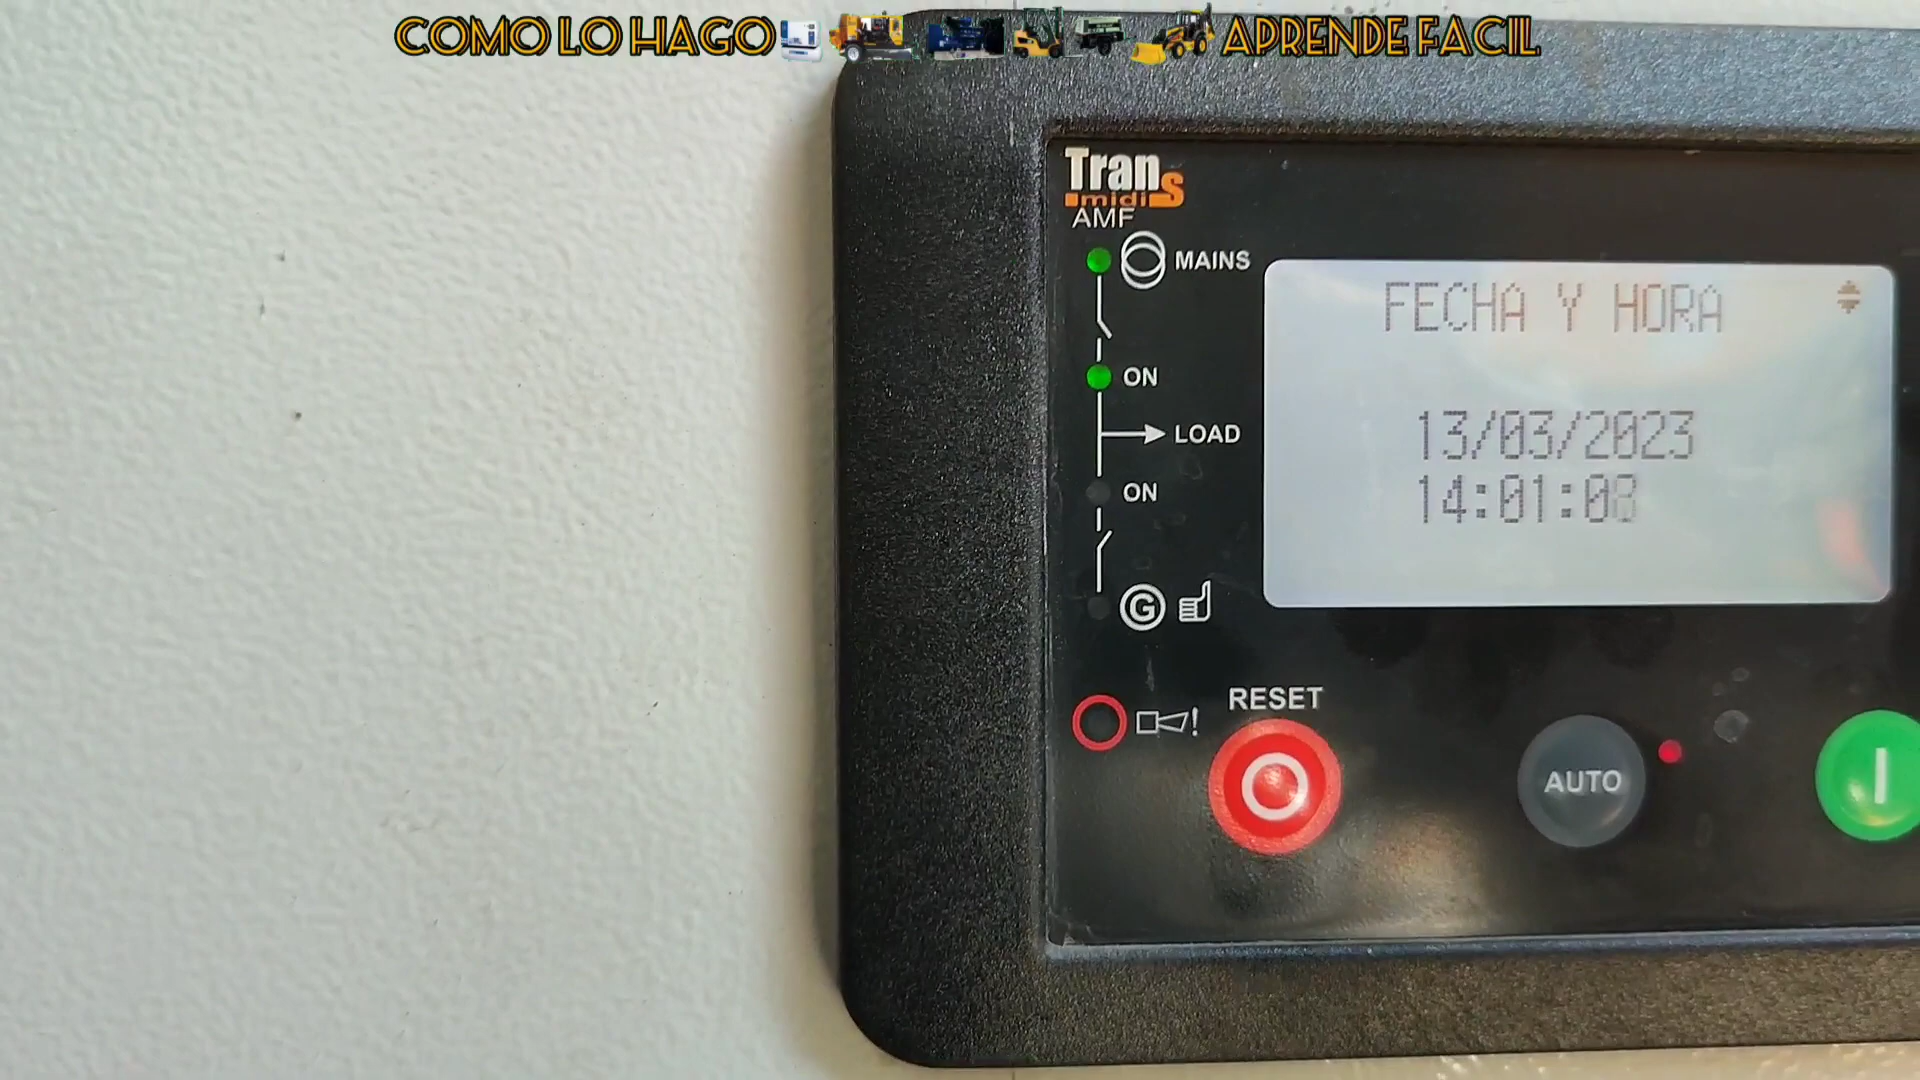 COMO LO HAGO APRENDE FACIL
Trans
midi
AMF
MAINS
ON
LOAD
ON
G
FECHA Y HORA
13/03/2023
14:01:08
RESET
AUTO